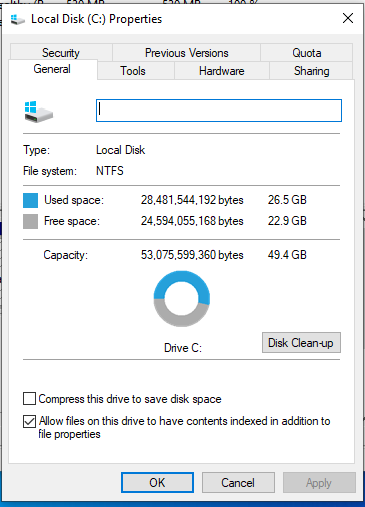 Local Disk (C:) Properties
Security Previous Versions Quota
General Tools Hardware Sharing
Type: Local Disk
File system: NTFS
Used space: 28,481,544,192 bytes 26.5 GB
Free space: 24,594,055,168 bytes 22.9 GB
Capacity: 53,075,599,360 bytes 49.4 GB
Drive C:
Disk Clean-up
Compress this drive to save disk space
Allow files on this drive to have contents indexed in addition to
file properties
OK Cancel Apply